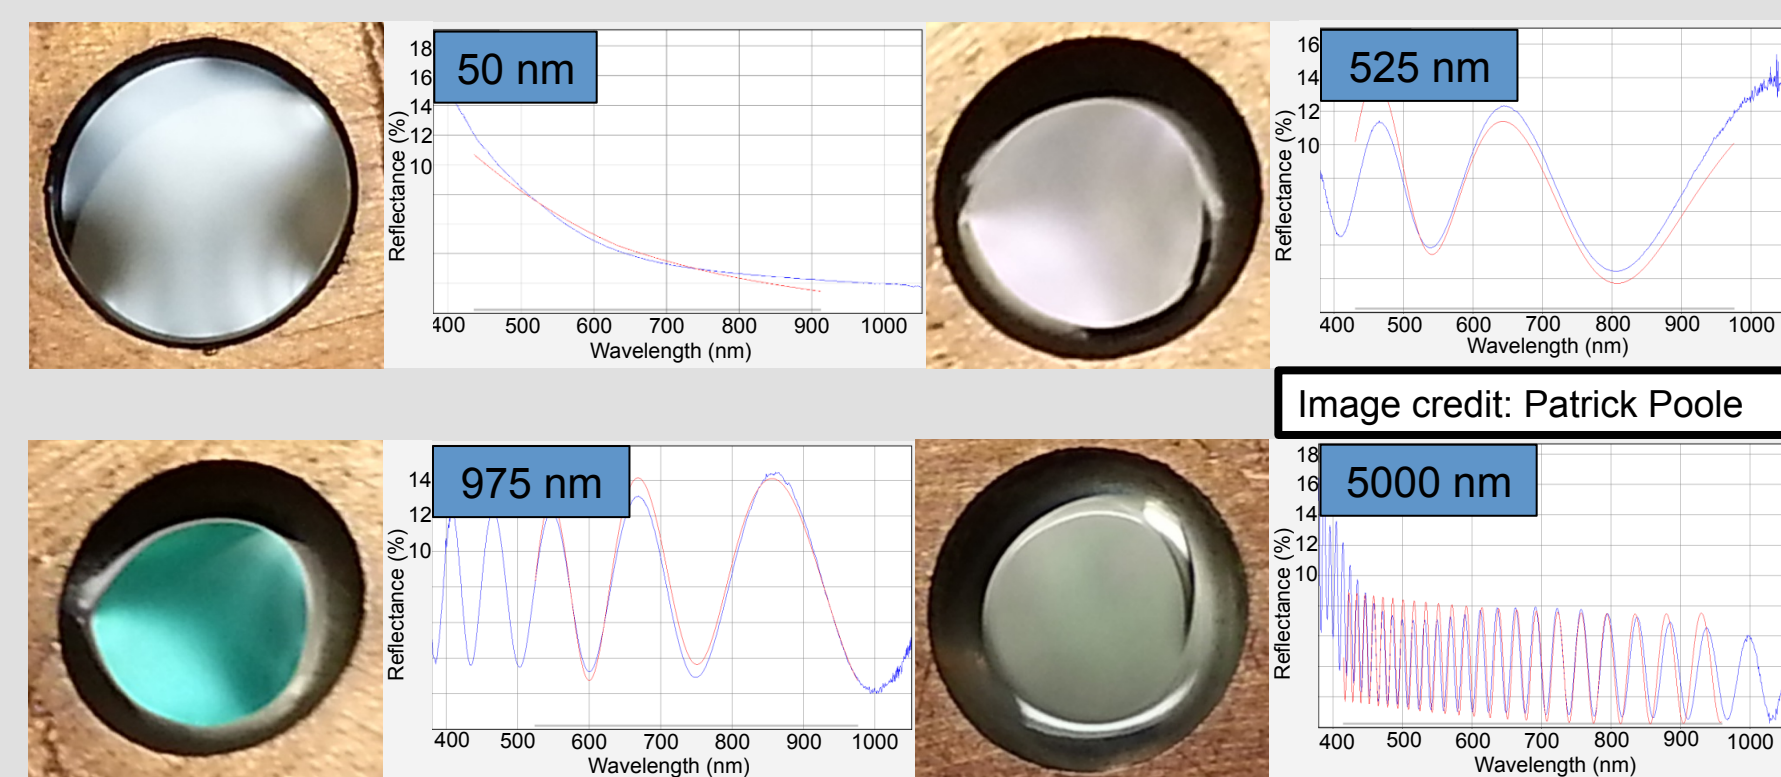 50 nm
18
16
14
12
10
Reflectance (%)
400 500 600 700 800 900 1000
Wavelength (nm)
525 nm
16
14
12
10
Reflectance (%)
400 500 600 700 800 900 1000
Wavelength (nm)
Image credit: Patrick Poole
975 nm
14
12
10
Reflectance (%)
400 500 600 700 800 900 1000
Wavelength (nm)
5000 nm
18
16
14
12
10
Reflectance (%)
400 500 600 700 800 900 1000
Wavelength (nm)